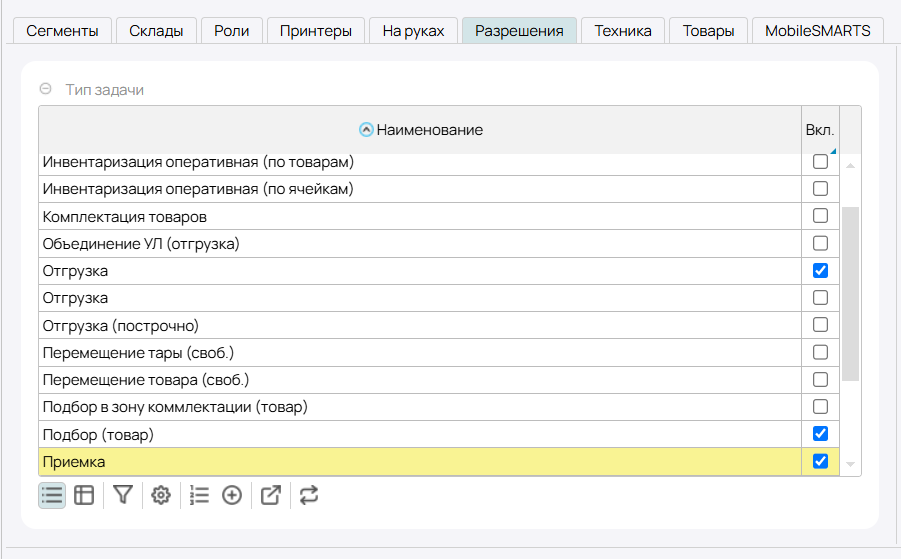 Сегменты Склады Роли Принтеры На руках Разрешения Техника Товары MobileSMARTS
Тип задачи
Наименование Вкл.
Инвентаризация оперативная (по товарам)
Инвентаризация оперативная (по ячейкам)
Комплектация товаров
Объединение УЛ (отгрузка)
Отгрузка
Отгрузка
Отгрузка (построчно)
Перемещение тары (своб.)
Перемещение товара (своб.)
Подбор в зону коммлектации (товар)
Подбор (товар)
Приемка